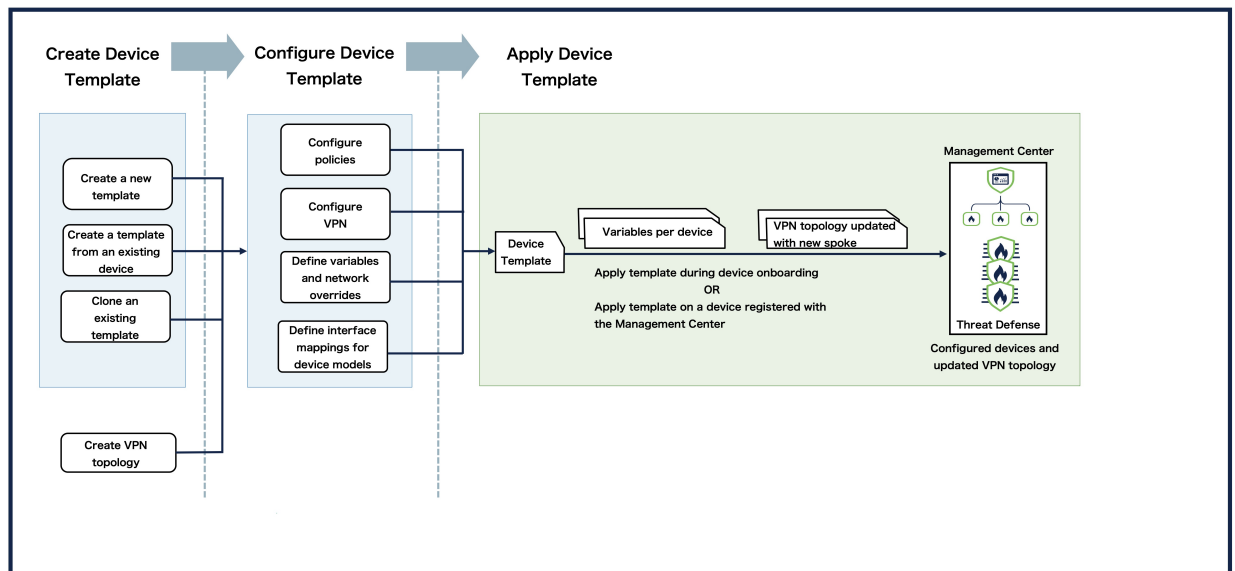 Create Device
Template
Configure Device
Template
Apply Device
Template
Create a new
template
Create a template
from an existing
device
Clone an
existing
template
Create VPN
topology
Configure
policies
Configure
VPN
Define variables
and network
overrides
Define interface
mappings for
device models
Device
Template
Variables per device
VPN topology updated
with new spoke
Apply template during device onboarding
OR
Apply template on a device registered with
the Management Center
Management Center
Threat Defense
Configured devices and
updated VPN topology